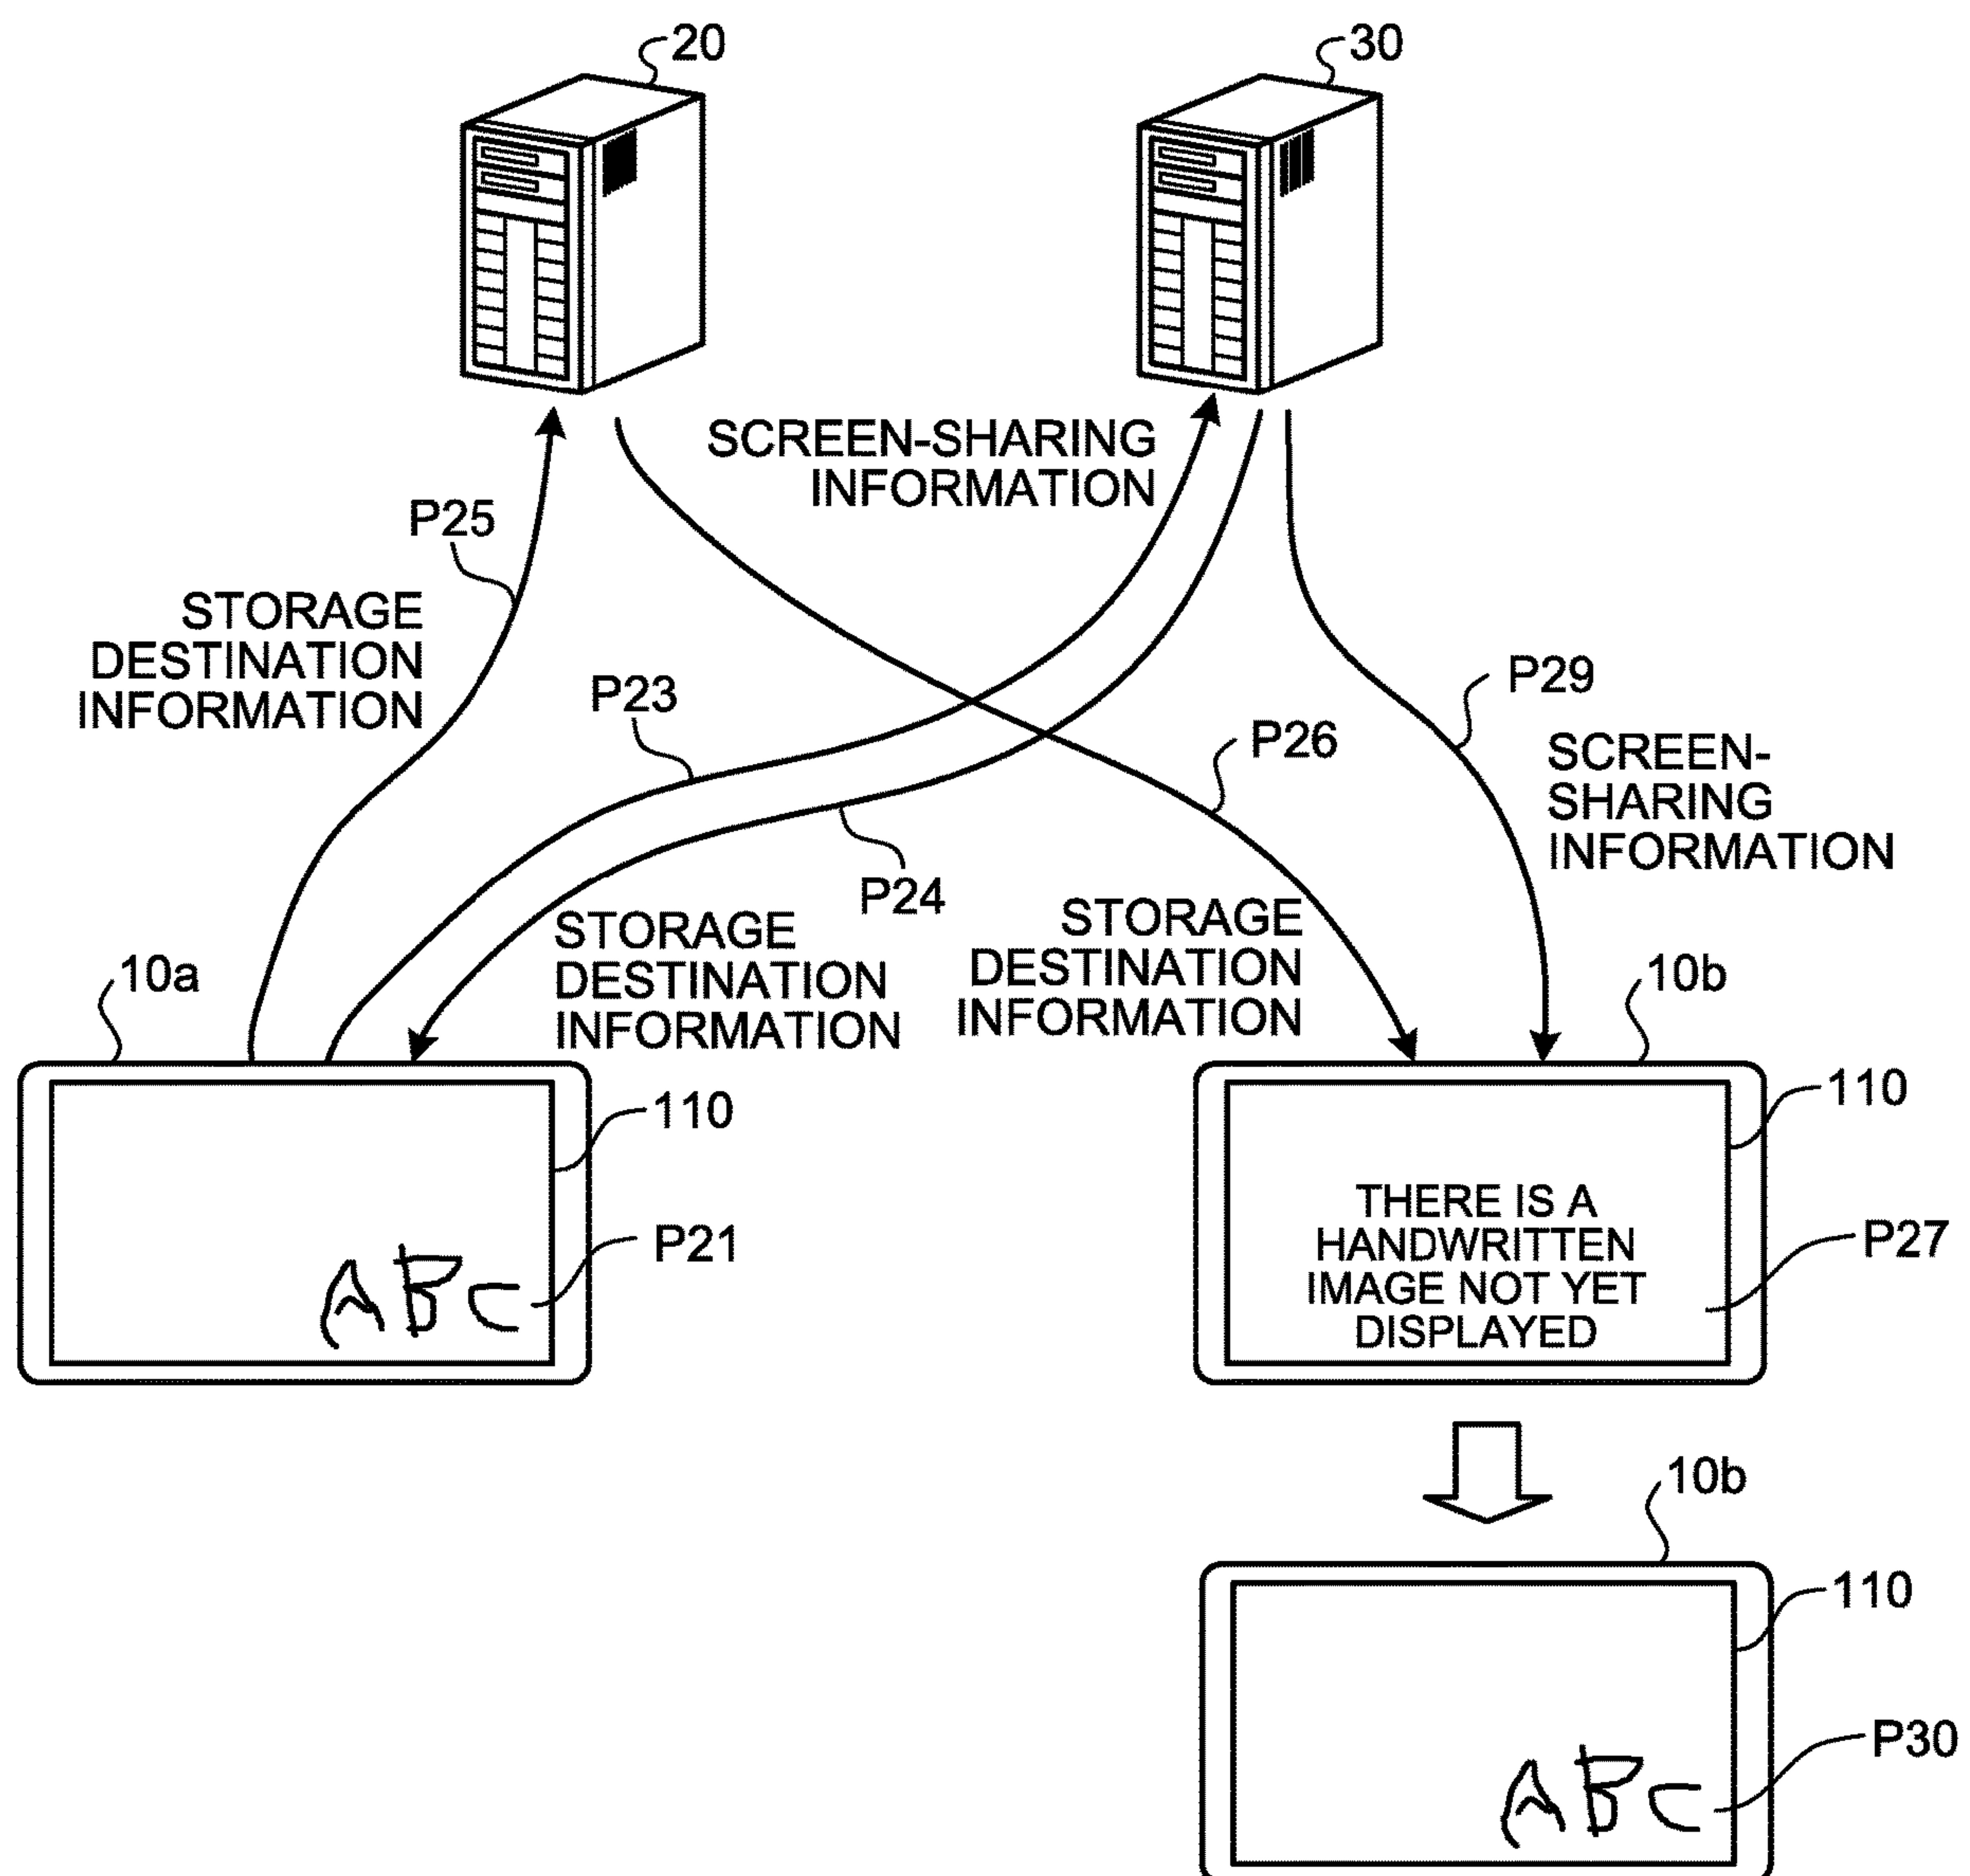 20
30
SCREEN-SHARING
INFORMATION
P25
STORAGE
DESTINATION
INFORMATION
P23
P29
P26
SCREEN-
SHARING
INFORMATION
P24
STORAGE
DESTINATION
INFORMATION
STORAGE
DESTINATION
INFORMATION
10a
10b
110
110
P21
ABC
THERE IS A
HANDWRITTEN
IMAGE NOT YET
DISPLAYED
P27
10b
110
P30
ABC